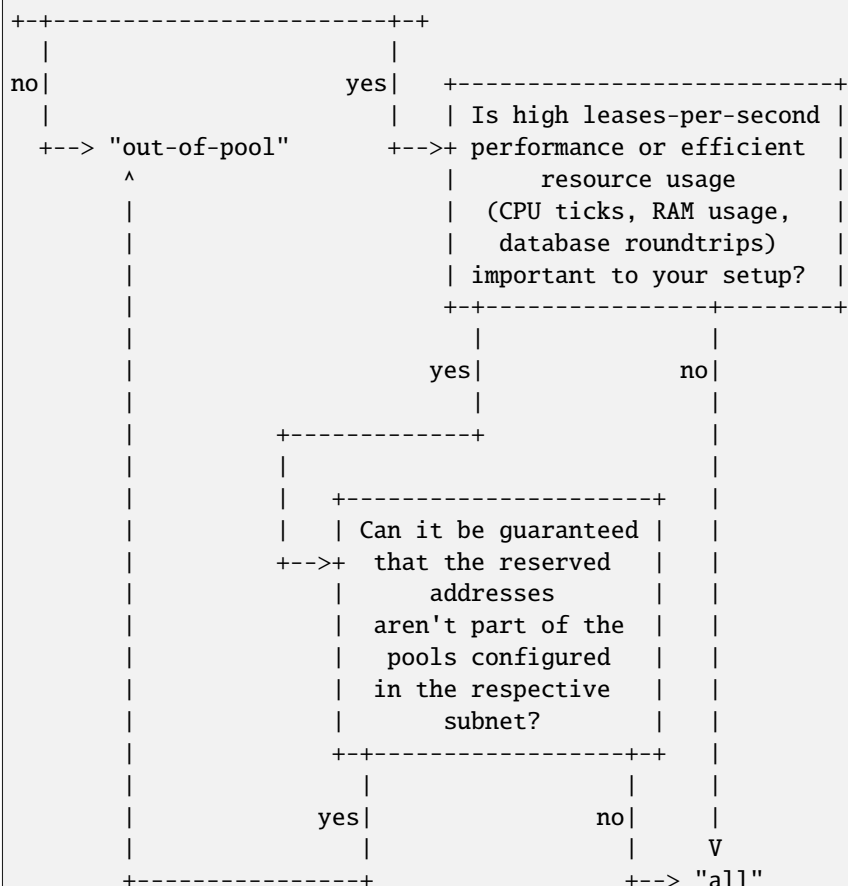 no| yes|
Is high leases-per-second
"out-of-pool" performance or efficient
resource usage
(CPU ticks, RAM usage,
database roundtrips)
important to your setup?
yes| no|
Can it be guaranteed
that the reserved
addresses
aren't part of the
pools configured
in the respective
subnet?
yes| no|
V
"all"